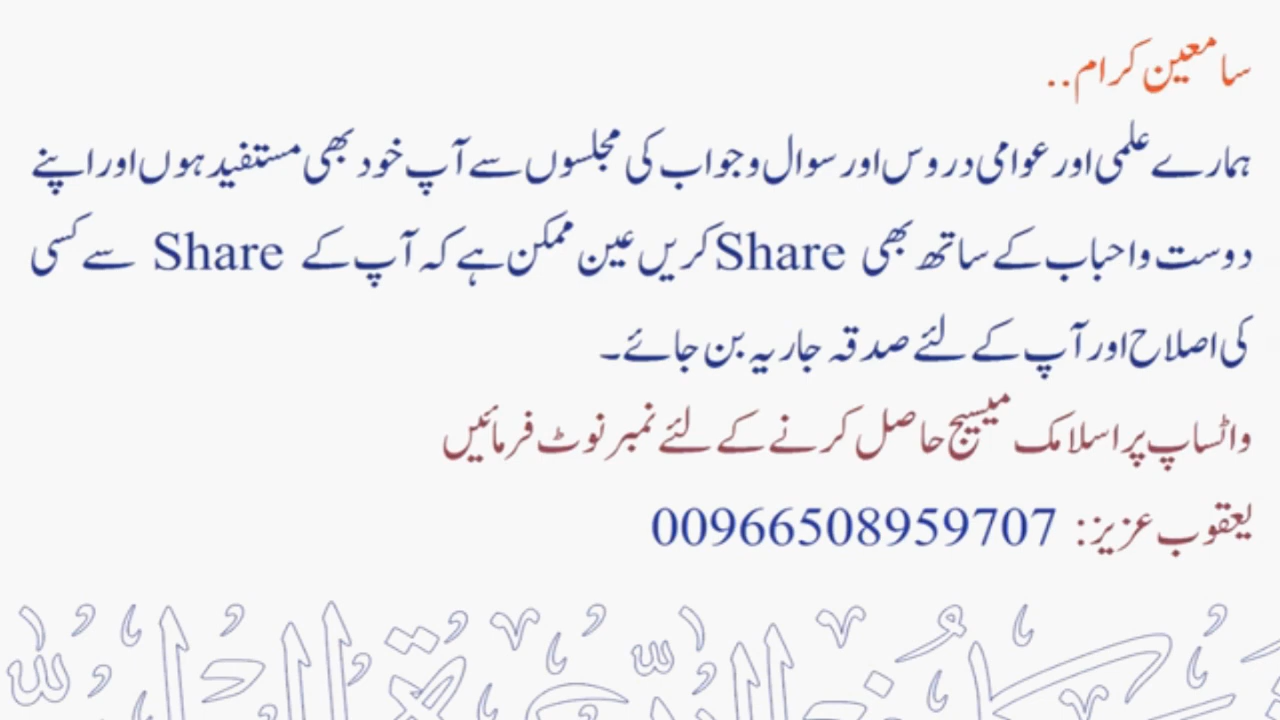 سامعین کرام..
ہمارے علمی اور عوامی دروس اور سوال وجواب کی مجلسوں سے آپ خود بھی مستفید ہوں اور اپنے
دوست واحباب کے ساتھ بھی Share کریں عین ممکن ہے کہ آپ کے Share سے کسی
کی اصلاح اور آپ کے لئے صدقہ جاریہ بن جائے۔
واٹساپ پر اسلامک میسیج حاصل کرنے کے لئے نمبر نوٹ فرمائیں
یعقوب عزیز: 00966508959707